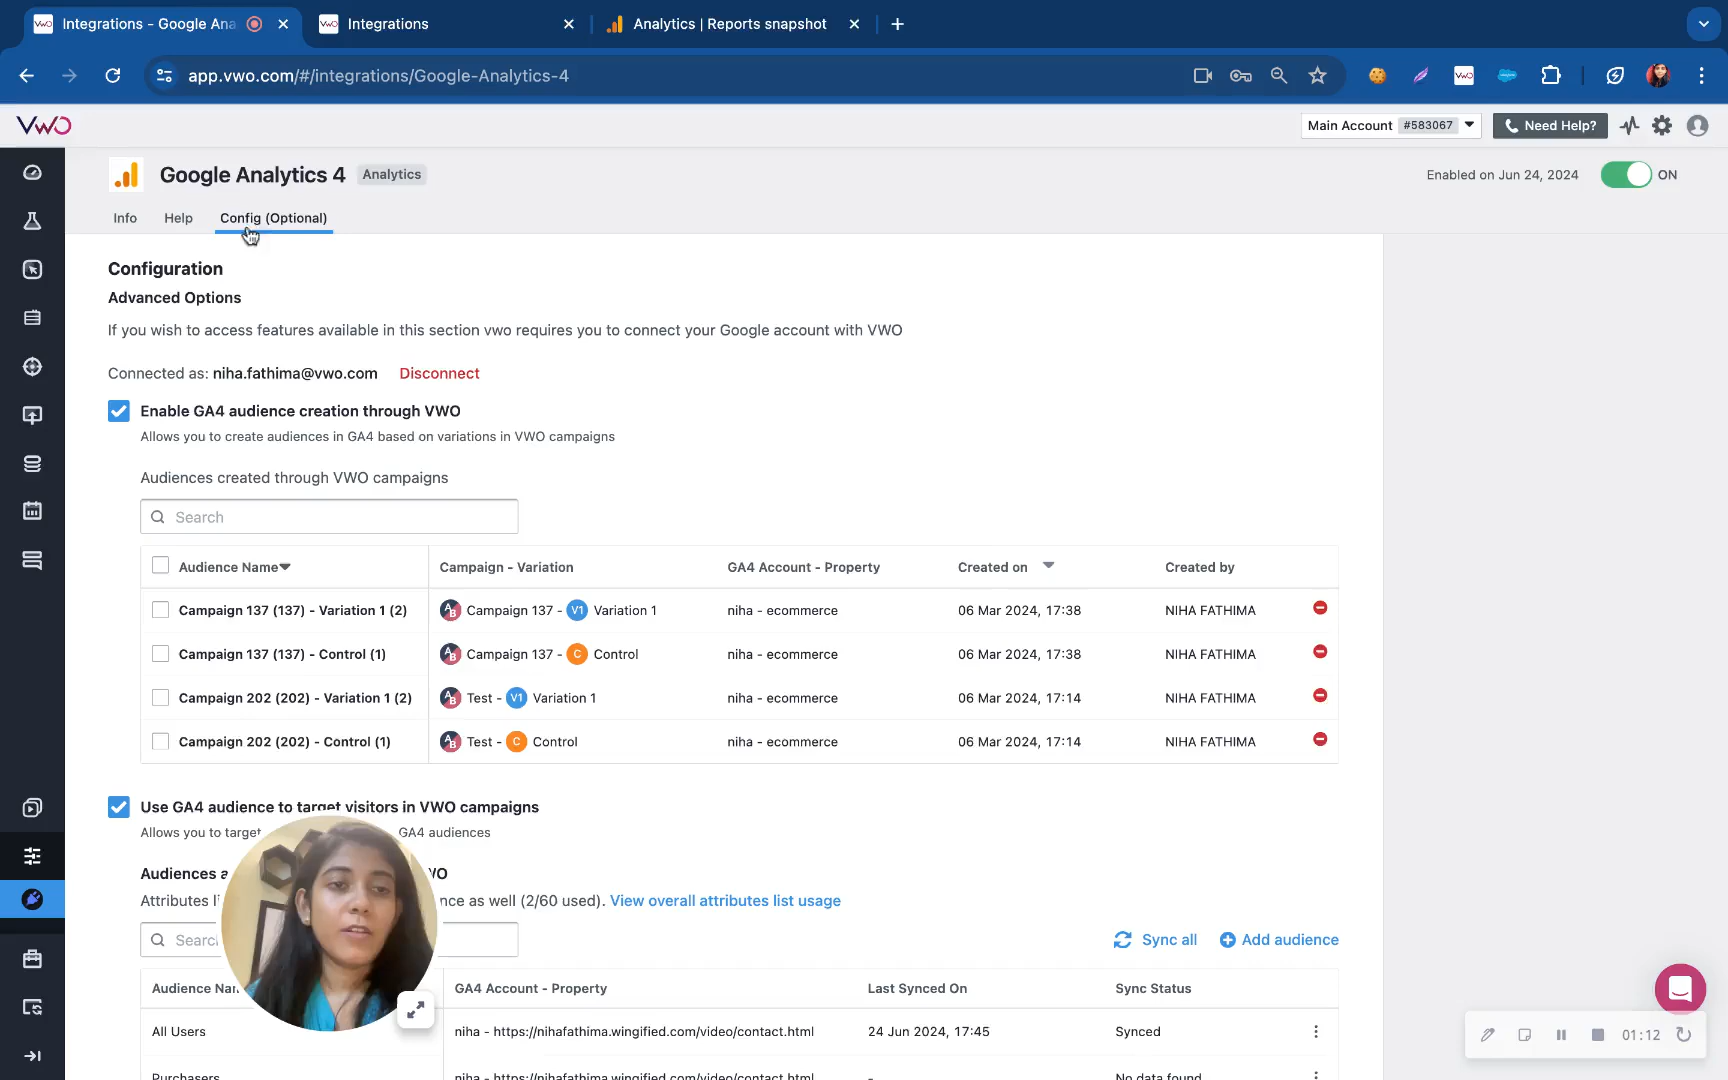 Integrations - Google Ana
Integrations
Analytics | Reports snapshot
app.vwo.com/#/integrations/Google-Analytics-4
VWO
Main Account #583067
Need Help?
Google Analytics 4 Analytics
Enabled on Jun 24, 2024 ON
Info Help Config (Optional)
Configuration
Advanced Options
If you wish to access features available in this section vwo requires you to connect your Google account with VWO
Connected as: niha.fathima@vwo.com Disconnect
Enable GA4 audience creation through VWO
Allows you to create audiences in GA4 based on variations in VWO campaigns
Audiences created through VWO campaigns
Search
Audience Name Campaign - Variation GA4 Account - Property Created on Created by
Campaign 137 (137) - Variation 1 (2) AB Campaign 137 - V1 Variation 1 niha - ecommerce 06 Mar 2024, 17:38 NIHA FATHIMA
Campaign 137 (137) - Control (1) AB Campaign 137 - C Control niha - ecommerce 06 Mar 2024, 17:38 NIHA FATHIMA
Campaign 202 (202) - Variation 1 (2) AB Test - V1 Variation 1 niha - ecommerce 06 Mar 2024, 17:14 NIHA FATHIMA
Campaign 202 (202) - Control (1) AB Test - C Control niha - ecommerce 06 Mar 2024, 17:14 NIHA FATHIMA
Use GA4 audience to target visitors in VWO campaigns
Allows you to target GA4 audiences
Audiences
Attributes as well (2/60 used). View overall attributes list usage
Search
Sync all Add audience
Audience GA4 Account - Property Last Synced On Sync Status
All Users niha - https://nihafathima.wingified.com/video/contact.html 24 Jun 2024, 17:45 Synced
Purchasers niha - https://nihafathima.wingified.com/video/contact.html - No data found
01:12